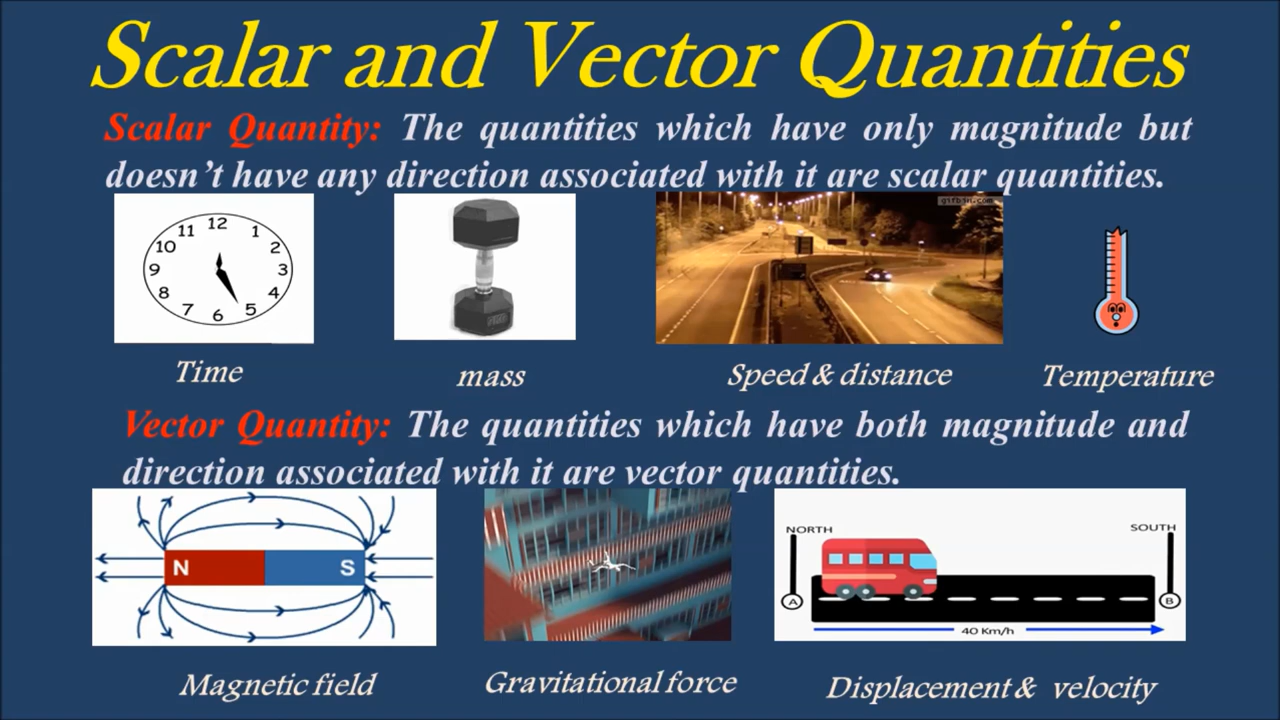 Scalar and Vector Quantities
Scalar Quantity: The quantities which have only magnitude but
doesn't have any direction associated with it are scalar quantities.
gifbin.com
12
11 1
10 2
9 3
8 4
7 5
6
Time
mass
Speed & distance
Temperature
Vector Quantity: The quantities which have both magnitude and
direction associated with it are vector quantities.
N S
NORTH SOUTH
A B
40 Km/h
Magnetic field
Gravitational force
Displacement & velocity